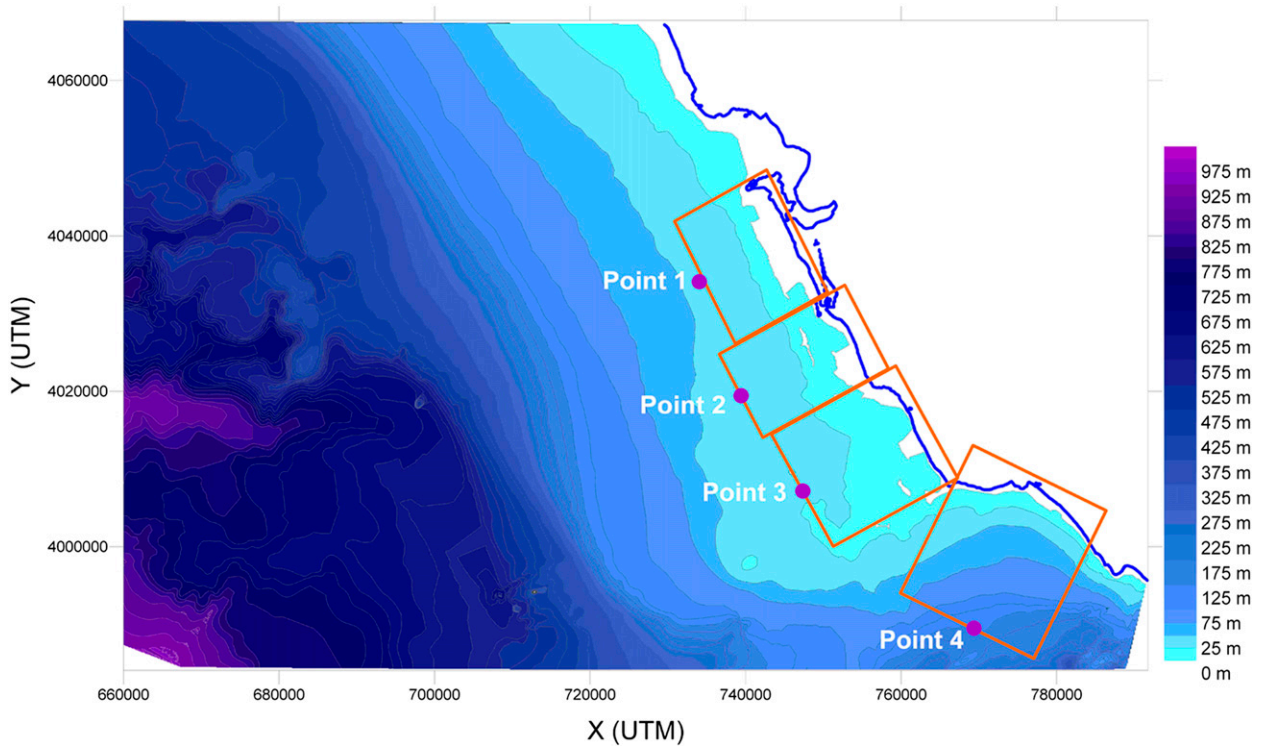 4060000
4040000
4020000
4000000
Y (UTM)
Point 1
Point 2
Point 3
Point 4
660000 680000 700000 720000 740000 760000 780000
X (UTM)
975 m
925 m
875 m
825 m
775 m
725 m
675 m
625 m
575 m
525 m
475 m
425 m
375 m
325 m
275 m
225 m
175 m
125 m
75 m
25 m
0 m